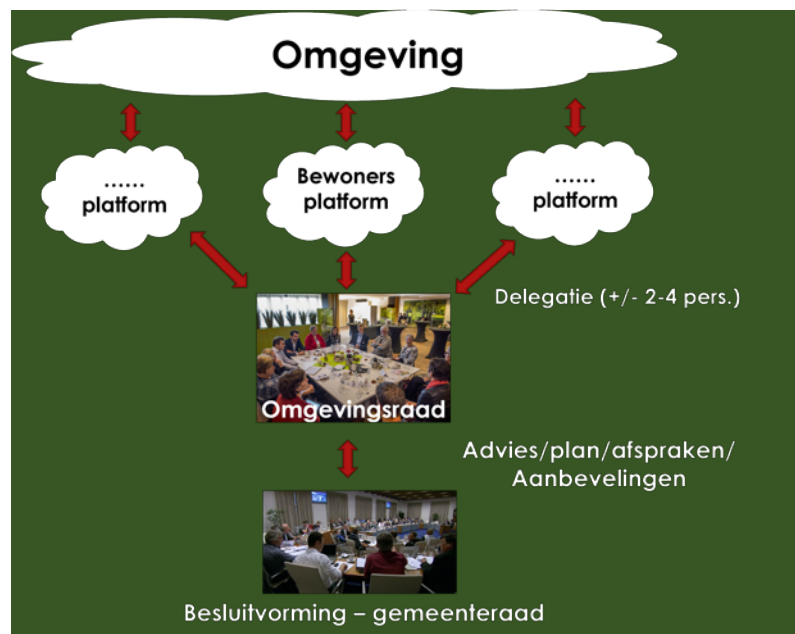 Omgeving
......
platform
Bewoners
platform
......
platform
Delegatie (+/- 2-4 pers.)
Omgevingsraad
Advies/plan/afspraken/
Aanbevelingen
Besluitvorming – gemeenteraad